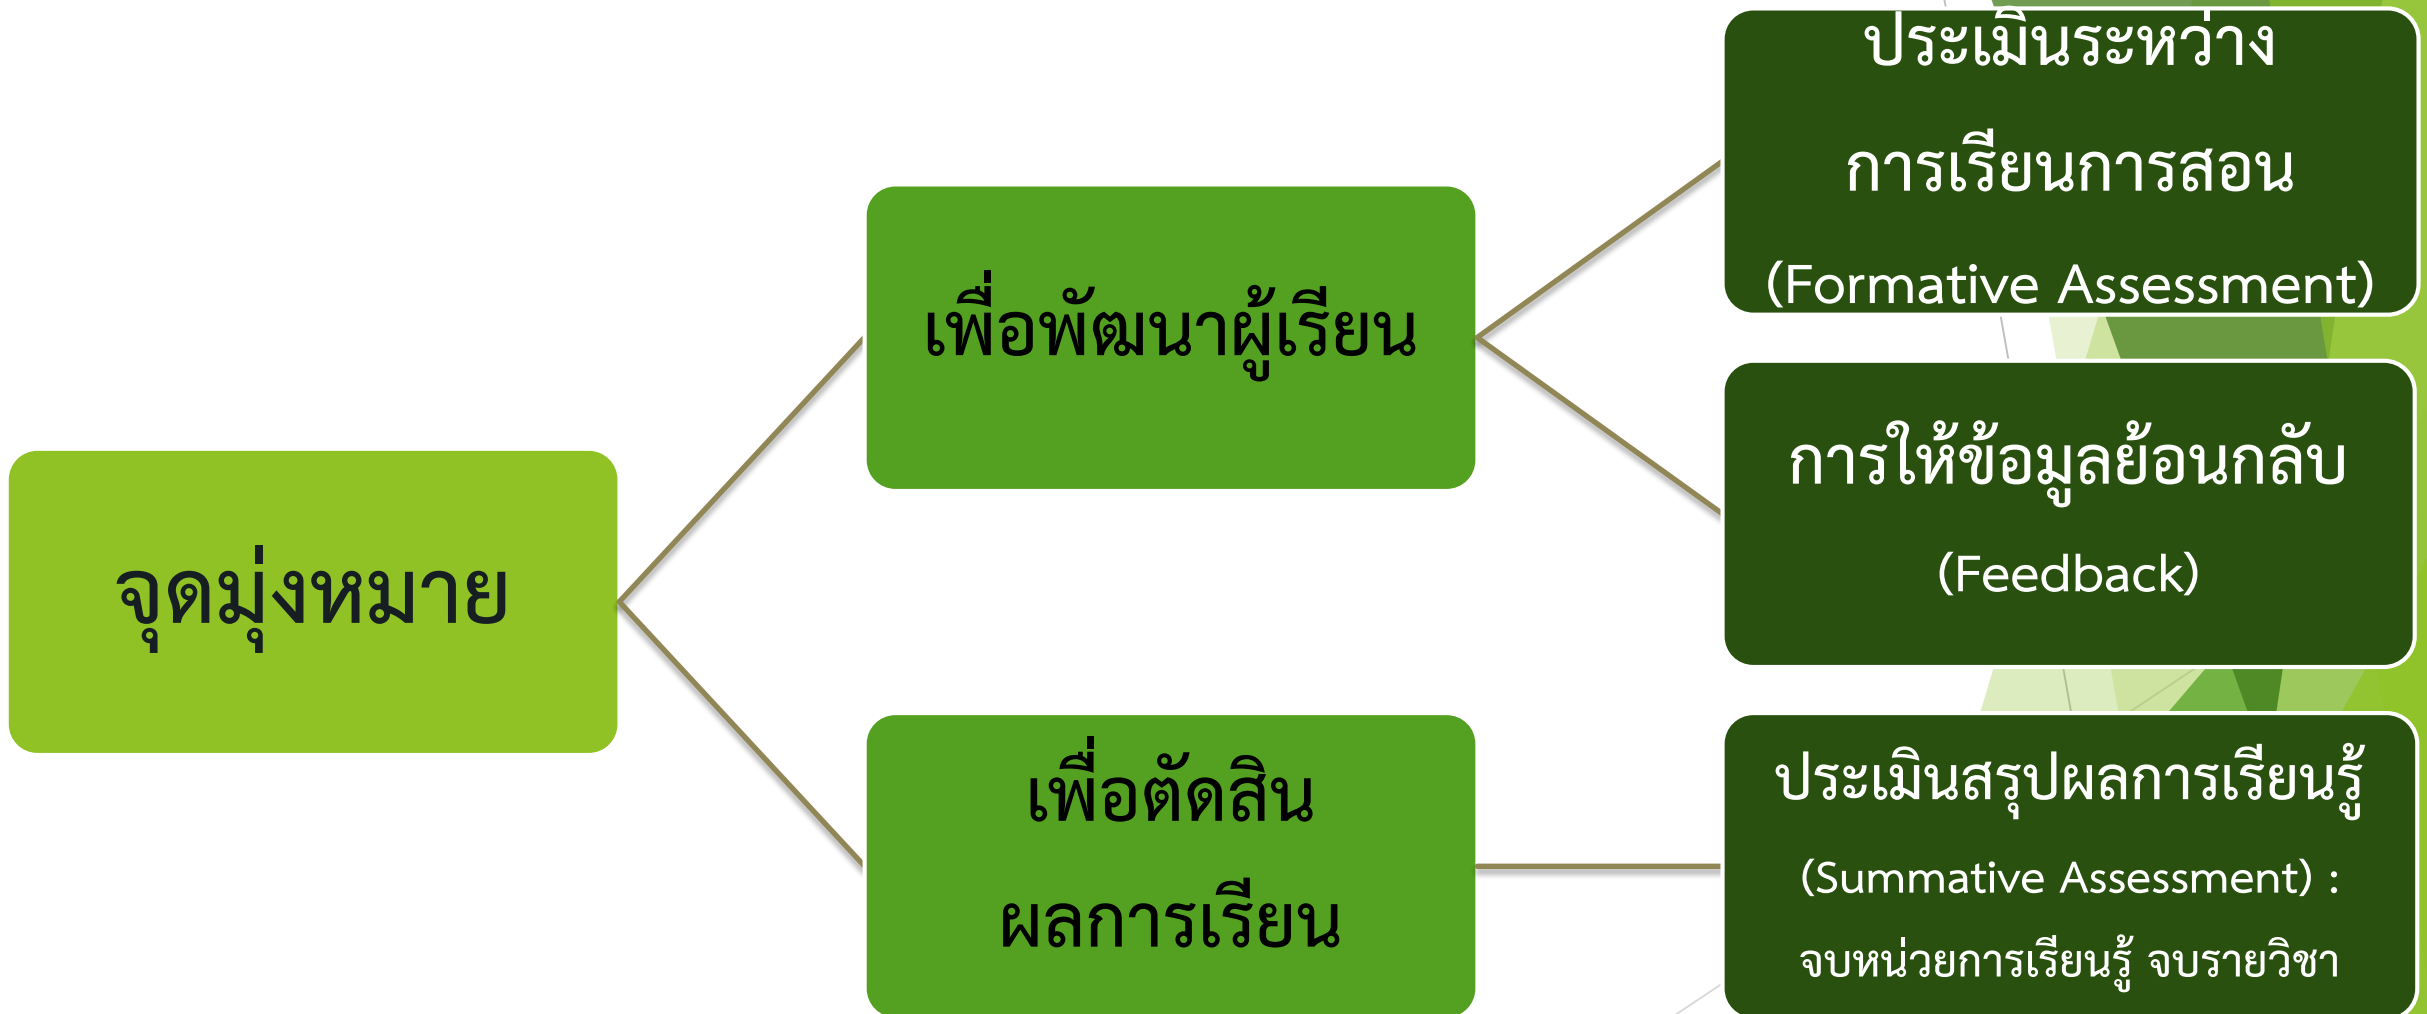 จุดมุ่งหมาย
เพื่อพัฒนาผู้เรียน
ประเมินระหว่าง
การเรียนการสอน
(Formative Assessment)
การให้ข้อมูลย้อนกลับ
(Feedback)
เพื่อตัดสิน
ผลการเรียน
ประเมินสรุปผลการเรียนรู้
(Summative Assessment) :
จบหน่วยการเรียนรู้ จบรายวิชา